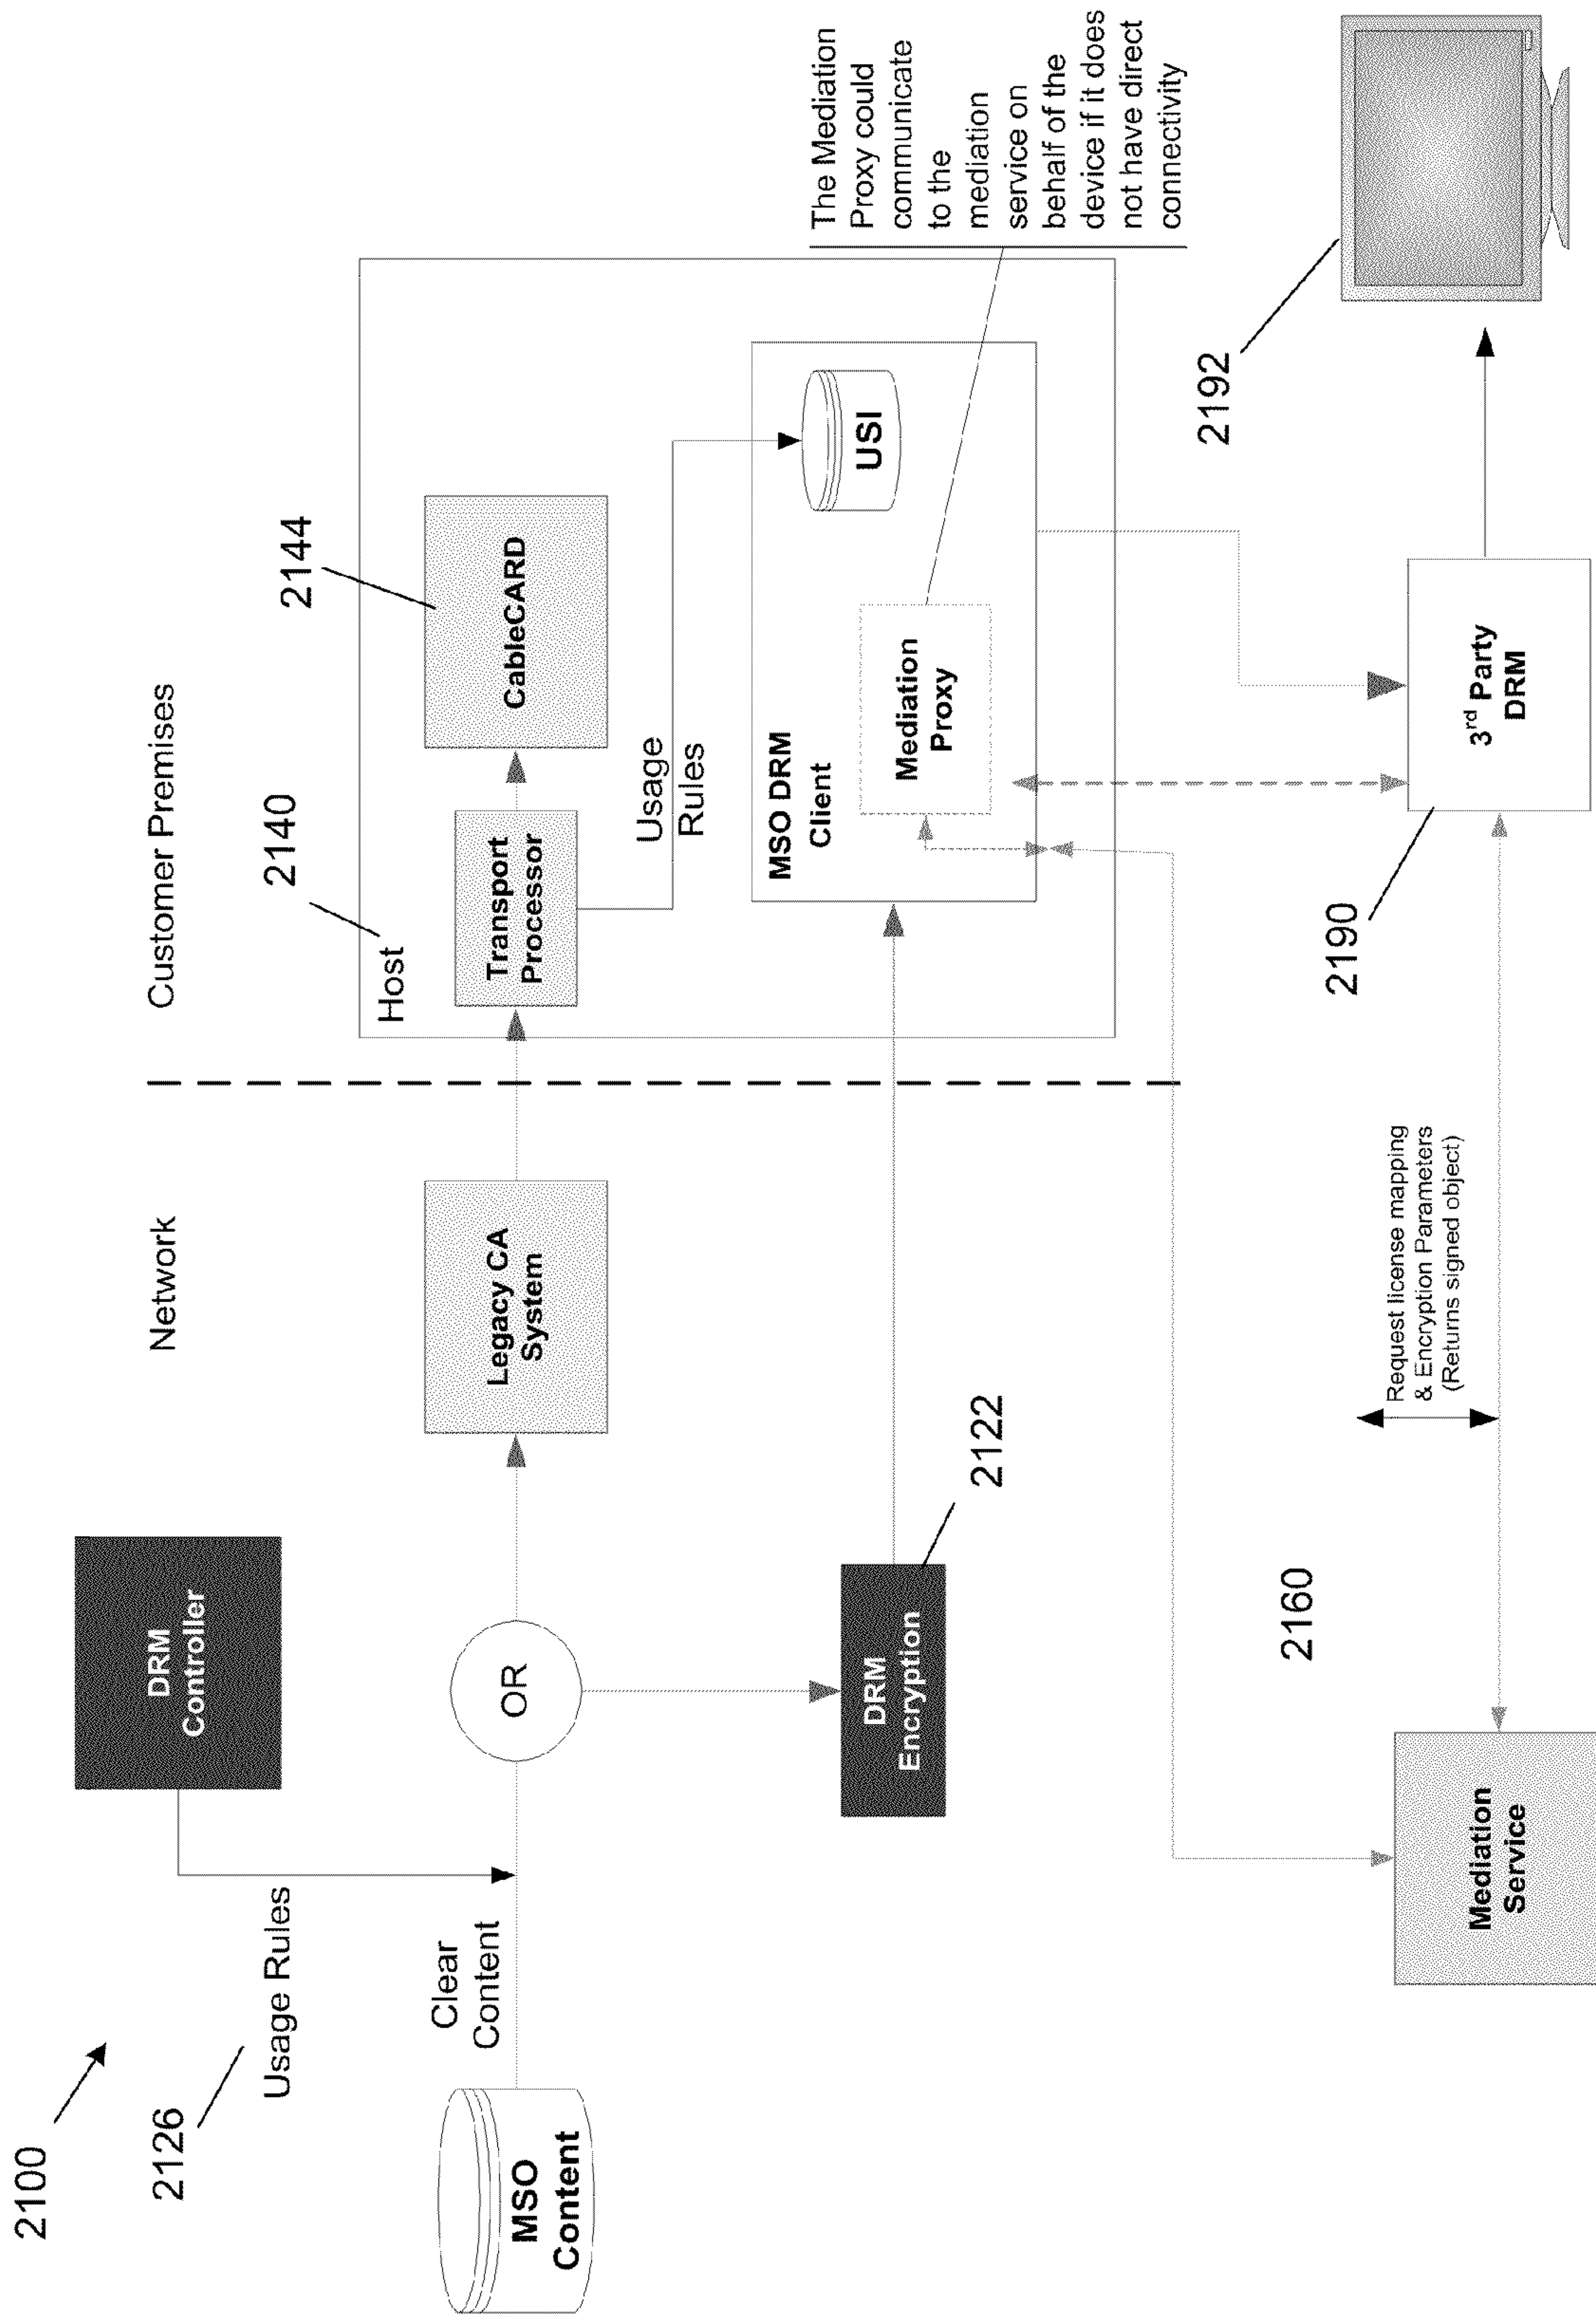 2100
2126
Usage Rules
DRM
Controller
Network
Customer Premises
MSO
Content
Clear
Content
OR
Legacy CA
System
2140
Host
Transport
Processor
2144
CableCARD
Usage
Rules
DRM
Encryption
2122
MSO DRM
Client
Mediation
Proxy
USI
The Mediation
Proxy could
communicate
to the
mediation
service on
behalf of the
device if it does
not have direct
connectivity
2160
Mediation
Service
Request license mapping
& Encryption Parameters
(Returns signed object)
2190
3rd Party
DRM
2192